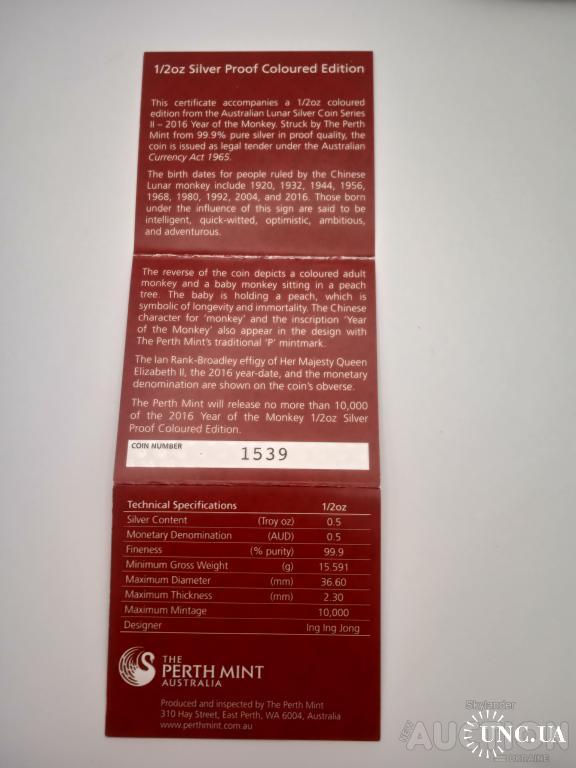 1/2oz Silver Proof Coloured Edition
This certificate accompanies a 1/2oz coloured
edition from the Australian Lunar Silver Coin Series
II – 2016 Year of the Monkey. Struck by The Perth
Mint from 99.9% pure silver in proof quality, the
coin is issued as legal tender under the Australian
Currency Act 1965.
The birth dates for people ruled by the Chinese
Lunar monkey include 1920, 1932, 1944, 1956,
1968, 1980, 1992, 2004, and 2016. Those born
under the influence of this sign are said to be
intelligent, quick-witted, optimistic, ambitious,
and adventurous.
The reverse of the coin depicts a coloured adult
monkey and a baby monkey sitting in a peach
tree. The baby is holding a peach, which is
symbolic of longevity and immortality. The Chinese
character for 'monkey' and the inscription 'Year
of the Monkey' also appear in the design with
The Perth Mint's traditional 'P' mintmark.
The Ian Rank-Broadley effigy of Her Majesty Queen
Elizabeth II, the 2016 year-date, and the monetary
denomination are shown on the coin's obverse.
The Perth Mint will release no more than 10,000
of the 2016 Year of the Monkey 1/2oz Silver
Proof Coloured Edition.
COIN NUMBER 1539
Technical Specifications 1/2oz
Silver Content (Troy oz) 0.5
Monetary Denomination (AUD) 0.5
Fineness (% purity) 99.9
Minimum Gross Weight (g) 15.591
Maximum Diameter (mm) 36.60
Maximum Thickness (mm) 2.30
Maximum Mintage 10,000
Designer Ing Ing Jong
THE
PERTH MINT
AUSTRALIA
Produced and inspected by The Perth Mint
310 Hay Street, East Perth, WA 6004, Australia
www.perthmint.com.au
Skylander
UNC.UA
UKRAINE